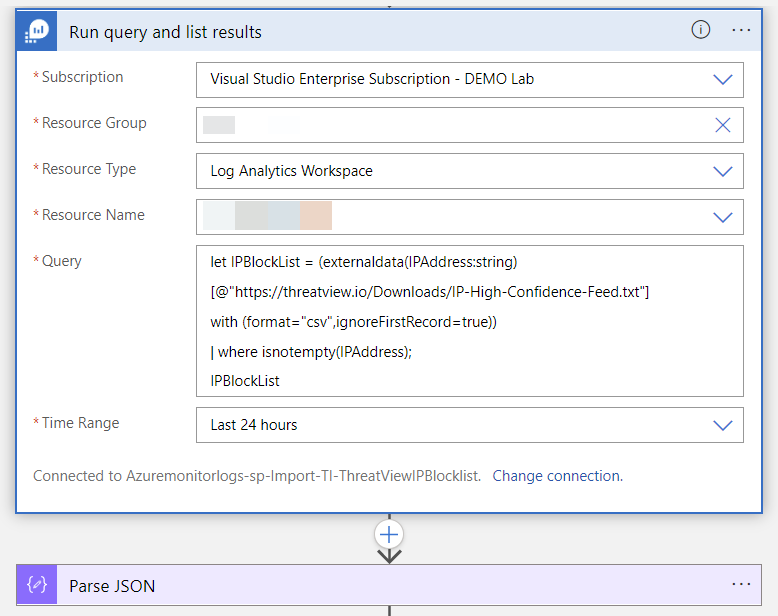 Run query and list results
* Subscription
Visual Studio Enterprise Subscription - DEMO Lab
* Resource Group
* Resource Type
Log Analytics Workspace
* Resource Name
* Query
let IPBlockList = (externaldata(IPAddress:string)
[@"https://threatview.io/Downloads/IP-High-Confidence-Feed.txt"]
with (format="csv",ignoreFirstRecord=true))
| where isnotempty(IPAddress);
IPBlockList
* Time Range
Last 24 hours
Connected to Azuremonitorlogs-sp-Import-TI-ThreatViewIPBlocklist. Change connection.
Parse JSON